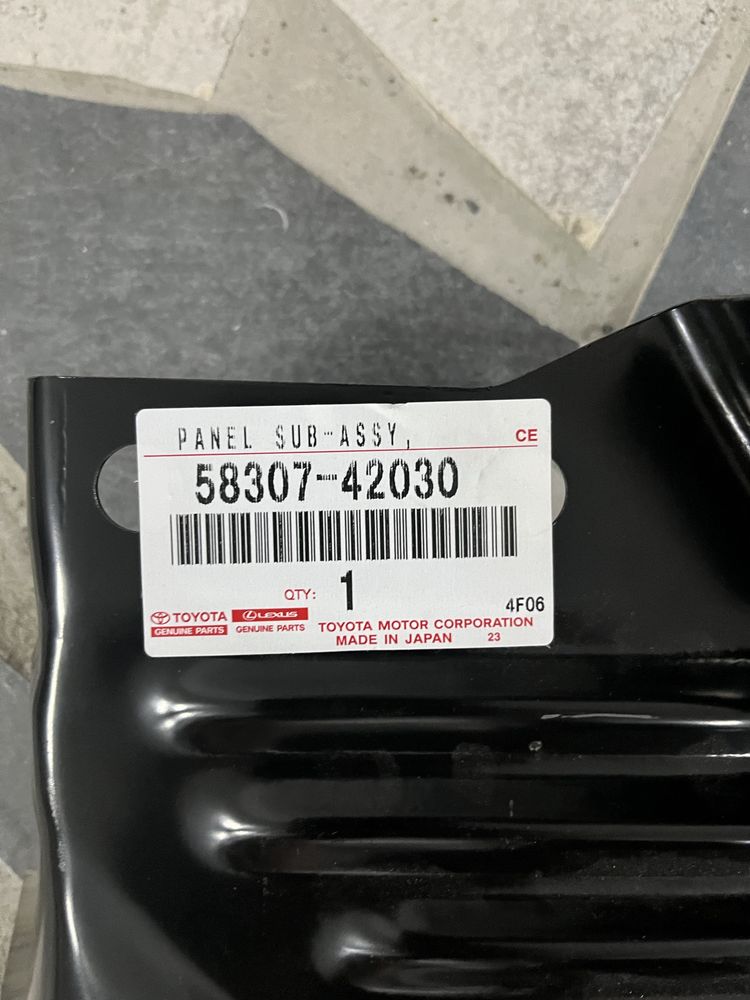 PANEL SUB-ASSY,
CE
58307-42030
QTY: 1
4F06
TOYOTA
GENUINE PARTS
LEXUS
GENUINE PARTS
TOYOTA MOTOR CORPORATION
MADE IN JAPAN 23